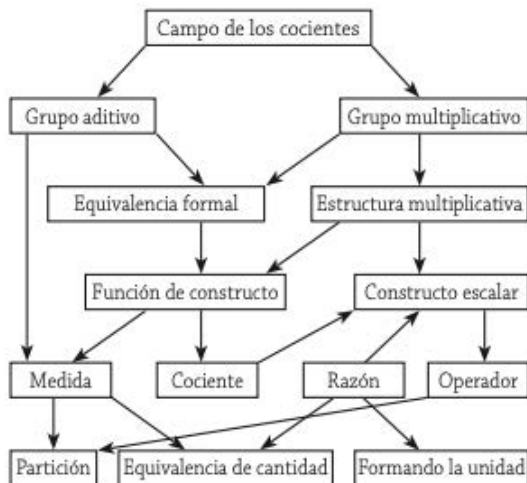 Campo de los cocientes
Grupo aditivo
Grupo multiplicativo
Equivalencia formal
Estructura multiplicativa
Función de constructo
Constructo escalar
Medida
Cociente
Razón
Operador
Partición
Equivalencia de cantidad
Formando la unidad